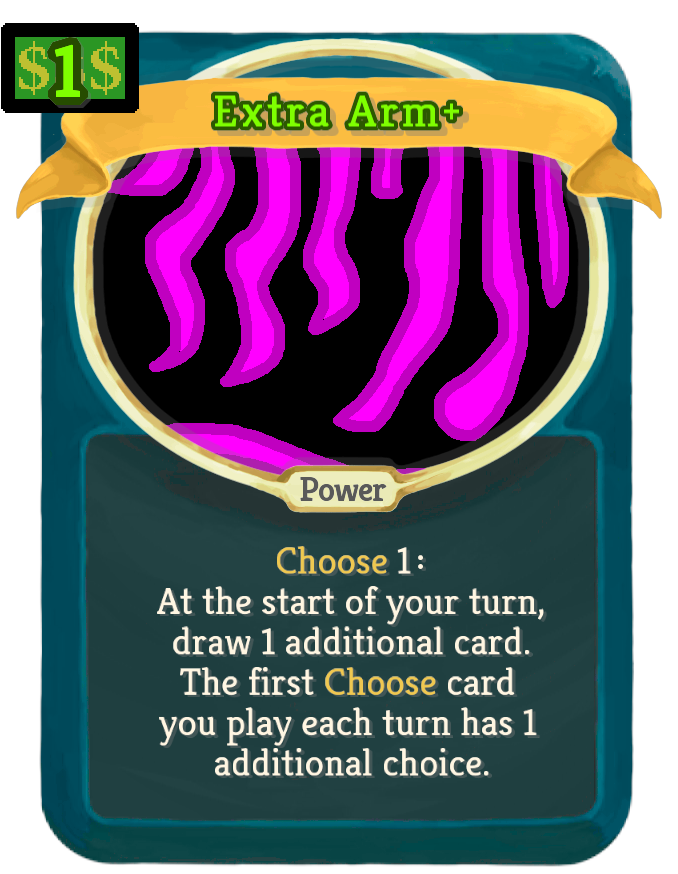 $1$
Extra Arm+
Power
Choose 1:
At the start of your turn,
draw 1 additional card.
The first Choose card
you play each turn has 1
additional choice.